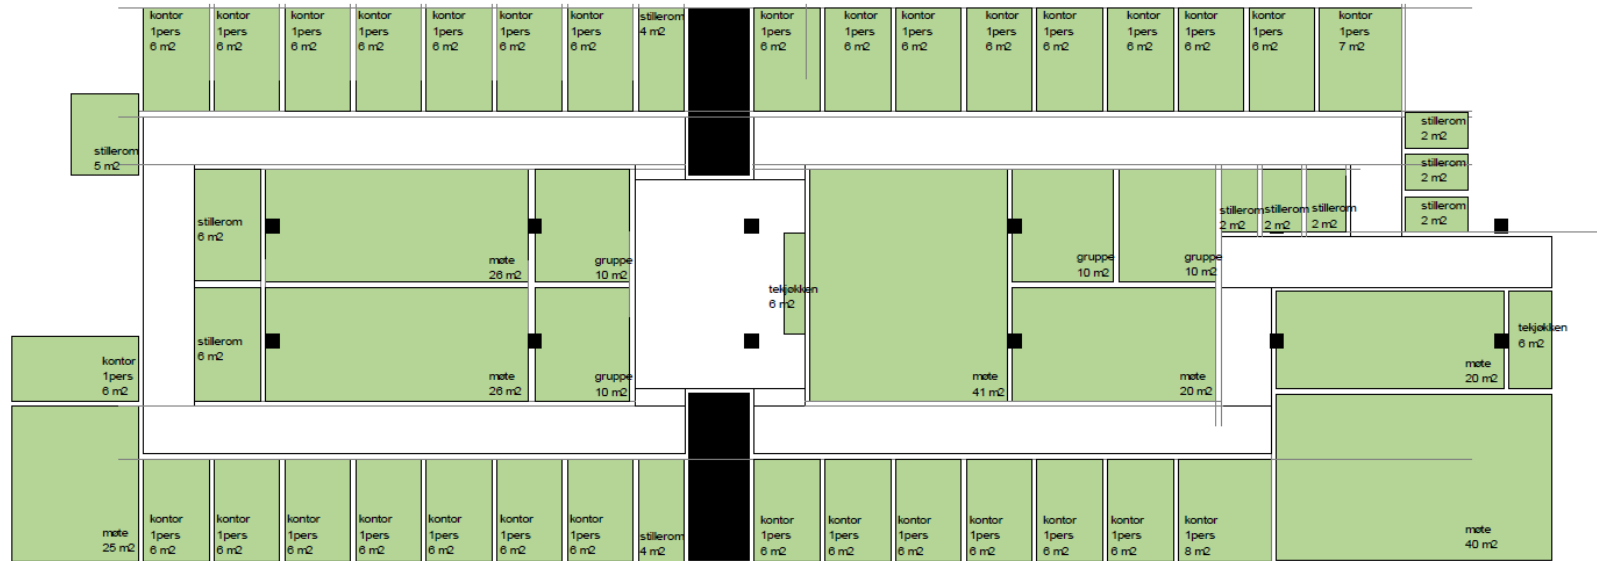 kontor
1pers
6 m2
kontor
1pers
6 m2
kontor
1pers
6 m2
kontor
1pers
6 m2
kontor
1pers
6 m2
kontor
1pers
6 m2
kontor
1pers
6 m2
stillerom
4 m2
kontor
1pers
6 m2
kontor
1pers
6 m2
kontor
1pers
6 m2
kontor
1pers
6 m2
kontor
1pers
6 m2
kontor
1pers
6 m2
kontor
1pers
6 m2
kontor
1pers
6 m2
kontor
1pers
7 m2
stillerom
5 m2
stillerom
2 m2
stillerom
2 m2
stillerom
2 m2
stillerom
6 m2
møte
26 m2
gruppe
10 m2
tekjøkken
6 m2
gruppe
10 m2
gruppe
10 m2
stillerom
2 m2
stillerom
2 m2
stillerom
2 m2
kontor
1pers
6 m2
stillerom
6 m2
møte
26 m2
gruppe
10 m2
møte
41 m2
møte
20 m2
møte
20 m2
tekjøkken
6 m2
møte
25 m2
kontor
1pers
6 m2
kontor
1pers
6 m2
kontor
1pers
6 m2
kontor
1pers
6 m2
kontor
1pers
6 m2
kontor
1pers
6 m2
kontor
1pers
6 m2
stillerom
4 m2
kontor
1pers
6 m2
kontor
1pers
6 m2
kontor
1pers
6 m2
kontor
1pers
6 m2
kontor
1pers
6 m2
kontor
1pers
6 m2
kontor
1pers
8 m2
møte
40 m2